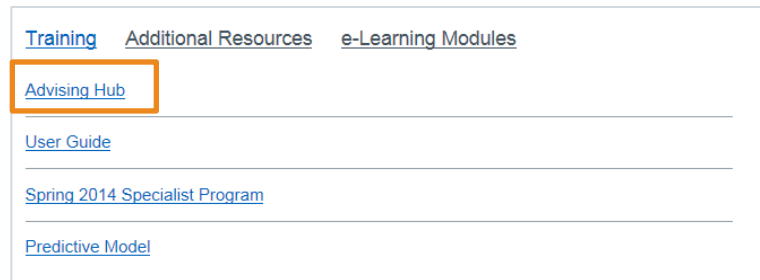 Training Additional Resources e-Learning Modules
Advising Hub
User Guide
Spring 2014 Specialist Program
Predictive Model